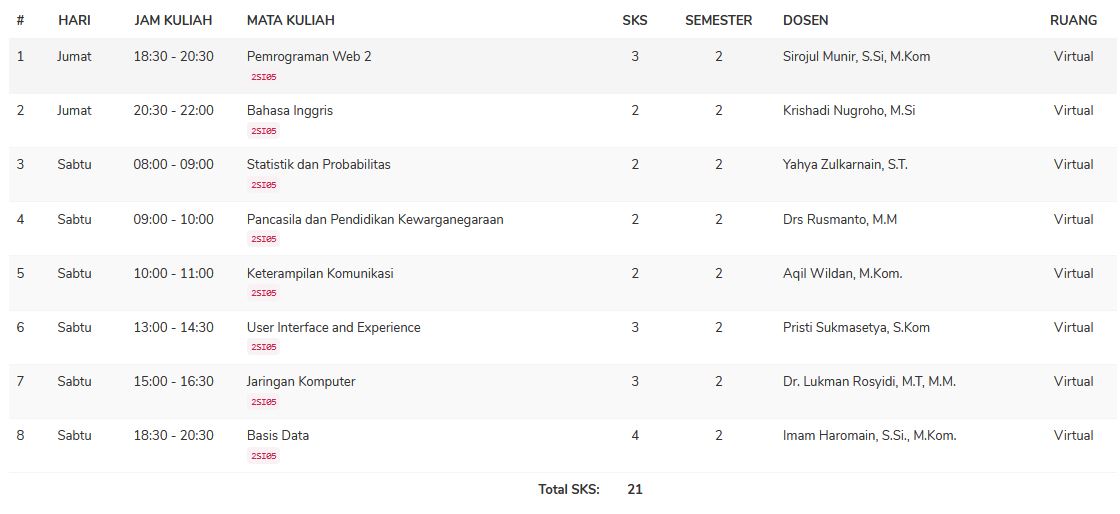 # HARI JAM KULIAH MATA KULIAH SKS SEMESTER DOSEN RUANG
1 Jumat 18:30 - 20:30 Pemrograman Web 2 3 2 Sirojul Munir, S.Si, M.Kom Virtual
2SI05
2 Jumat 20:30 - 22:00 Bahasa Inggris 2 2 Krishadi Nugroho, M.Si Virtual
2SI05
3 Sabtu 08:00 - 09:00 Statistik dan Probabilitas 2 2 Yahya Zulkarnain, S.T. Virtual
2SI05
4 Sabtu 09:00 - 10:00 Pancasila dan Pendidikan Kewarganegaraan 2 2 Drs Rusmanto, M.M Virtual
2SI05
5 Sabtu 10:00 - 11:00 Keterampilan Komunikasi 2 2 Aqil Wildan, M.Kom. Virtual
2SI05
6 Sabtu 13:00 - 14:30 User Interface and Experience 3 2 Pristi Sukmasetya, S.Kom Virtual
2SI05
7 Sabtu 15:00 - 16:30 Jaringan Komputer 3 2 Dr. Lukman Rosyidi, M.T, M.M. Virtual
2SI05
8 Sabtu 18:30 - 20:30 Basis Data 4 2 Imam Haromain, S.Si., M.Kom. Virtual
2SI05
Total SKS: 21